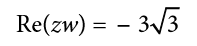 Re(zw) = − 3√3